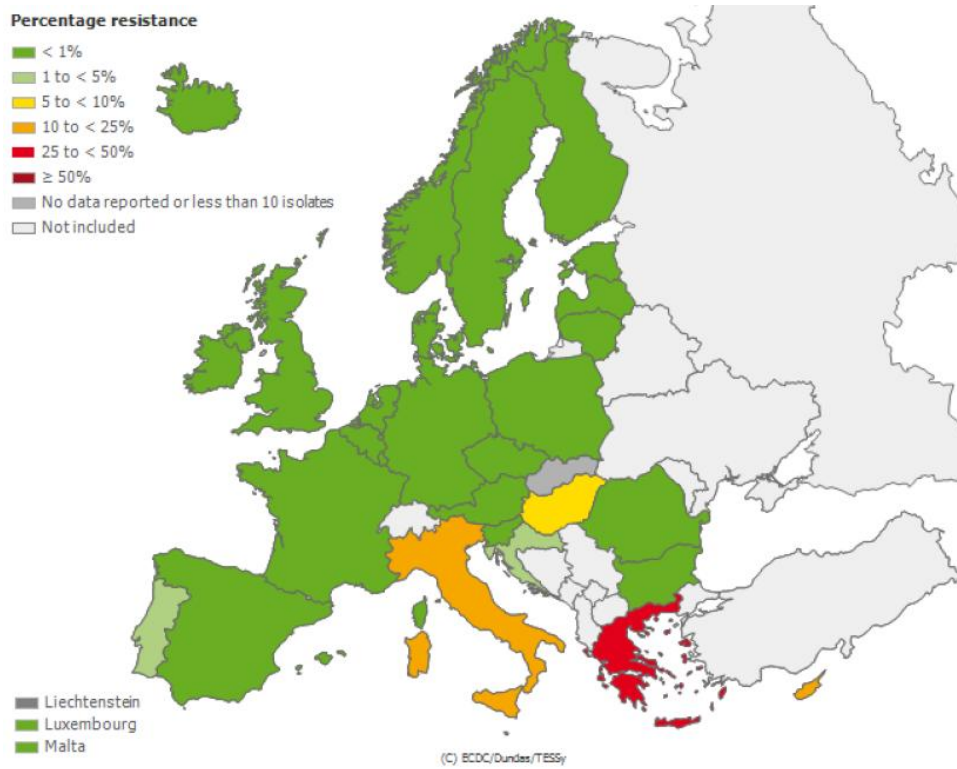 Percentage resistance
< 1%
1 to < 5%
5 to < 10%
10 to < 25%
25 to < 50%
≥ 50%
No data reported or less than 10 isolates
Not included
Liechtenstein
Luxembourg
Malta
(C) ECDC/Dundas/TESSy